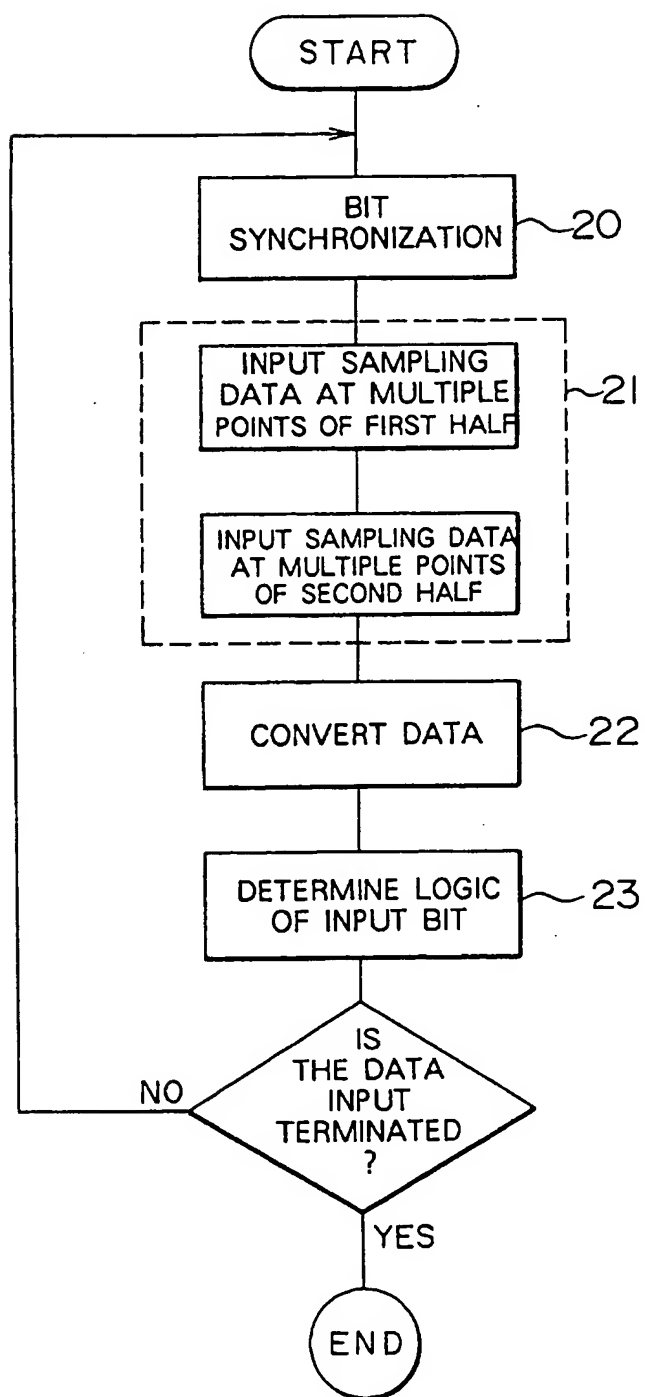 START
BIT
SYNCHRONIZATION
20
INPUT SAMPLING
DATA AT MULTIPLE
POINTS OF FIRST HALF
21
INPUT SAMPLING DATA
AT MULTIPLE POINTS
OF SECOND HALF
CONVERT DATA
22
DETERMINE LOGIC
OF INPUT BIT
23
IS
THE DATA
INPUT
TERMINATED
?
NO
YES
END